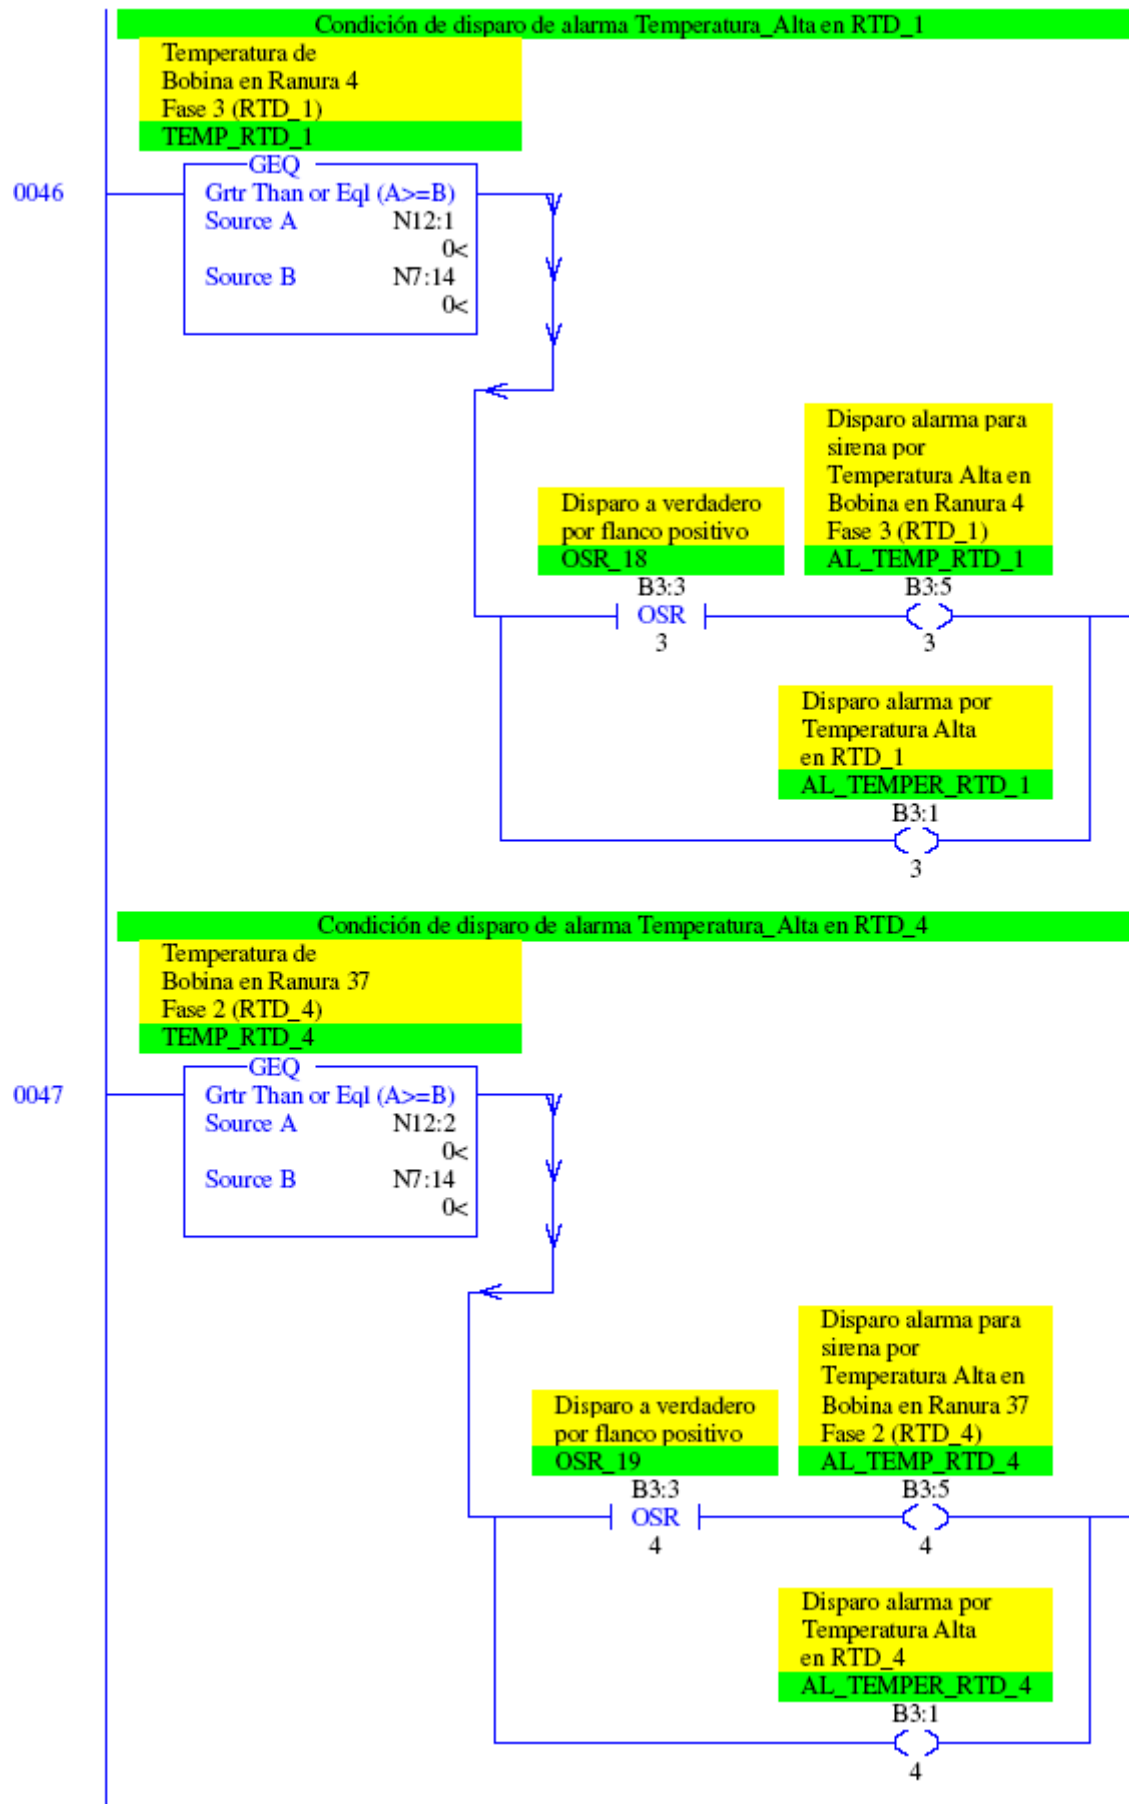 Condición de disparo de alarma Temperatura_Alta en RTD_1
Temperatura de
Bobina en Ranura 4
Fase 3 (RTD_1)
TEMP_RTD_1
GEQ
0046
Grtr Than or Eql (A>=B)
Source A N12:1
0<
Source B N7:14
0<
Disparo alarma para
sirena por
Temperatura Alta en
Bobina en Ranura 4
Fase 3 (RTD_1)
AL_TEMP_RTD_1
Disparo a verdadero
por flanco positivo
OSR_18
B3:3
B3:5
OSR
3
3
Disparo alarma por
Temperatura Alta
en RTD_1
AL_TEMPER_RTD_1
B3:1
3
Condición de disparo de alarma Temperatura_Alta en RTD_4
Temperatura de
Bobina en Ranura 37
Fase 2 (RTD_4)
TEMP_RTD_4
GEQ
0047
Grtr Than or Eql (A>=B)
Source A N12:2
0<
Source B N7:14
0<
Disparo alarma para
sirena por
Temperatura Alta en
Bobina en Ranura 37
Fase 2 (RTD_4)
AL_TEMP_RTD_4
Disparo a verdadero
por flanco positivo
OSR_19
B3:3
B3:5
OSR
4
4
Disparo alarma por
Temperatura Alta
en RTD_4
AL_TEMPER_RTD_4
B3:1
4